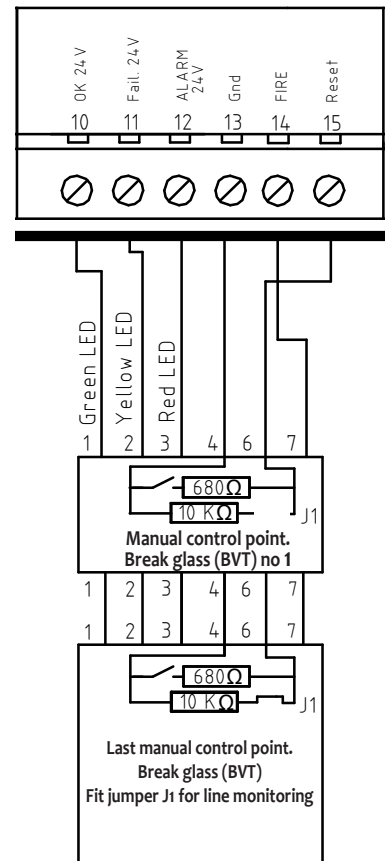 OK 24V
Fail. 24V
ALARM 24V
Gnd
FIRE
Reset
10 11 12 13 14 15
Green LED
Yellow LED
Red LED
1 2 3 4 6 7
680Ω
10 KΩ
J1
Manual control point.
Break glass (BVT) no 1
1 2 3 4 6 7
1 2 3 4 6 7
680Ω
10 KΩ
J1
Last manual control point.
Break glass (BVT)
Fit jumper J1 for line monitoring